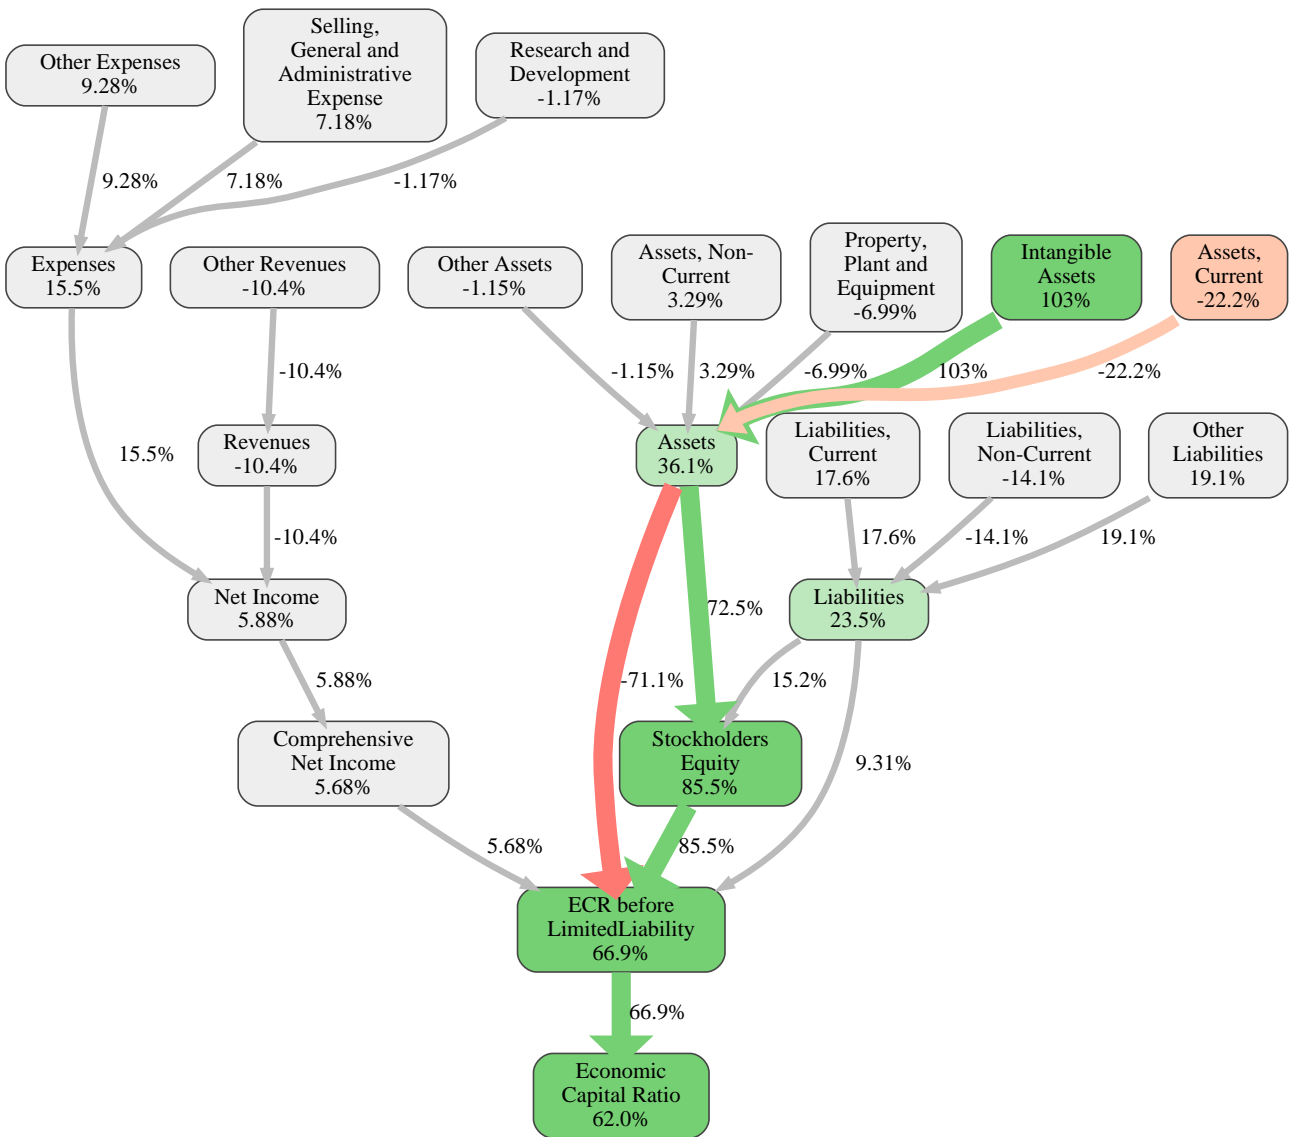 Other Expenses
9.28%
Selling,
General and
Administrative
Expense
7.18%
Research and
Development
-1.17%
9.28%
7.18%
-1.17%
Expenses
15.5%
Other Revenues
-10.4%
Other Assets
-1.15%
Assets, Non-
Current
3.29%
Property,
Plant and
Equipment
-6.99%
Intangible
Assets
103%
Assets,
Current
-22.2%
-10.4%
-1.15%
3.29%
-6.99%
103%
-22.2%
15.5%
Revenues
-10.4%
Assets
36.1%
Liabilities,
Current
17.6%
Liabilities,
Non-Current
-14.1%
Other
Liabilities
19.1%
-10.4%
17.6%
-14.1%
19.1%
Net Income
5.88%
72.5%
Liabilities
23.5%
5.88%
-71.1%
15.2%
Comprehensive
Net Income
5.68%
Stockholders
Equity
85.5%
9.31%
5.68%
85.5%
ECR before
LimitedLiability
66.9%
66.9%
Economic
Capital Ratio
62.0%